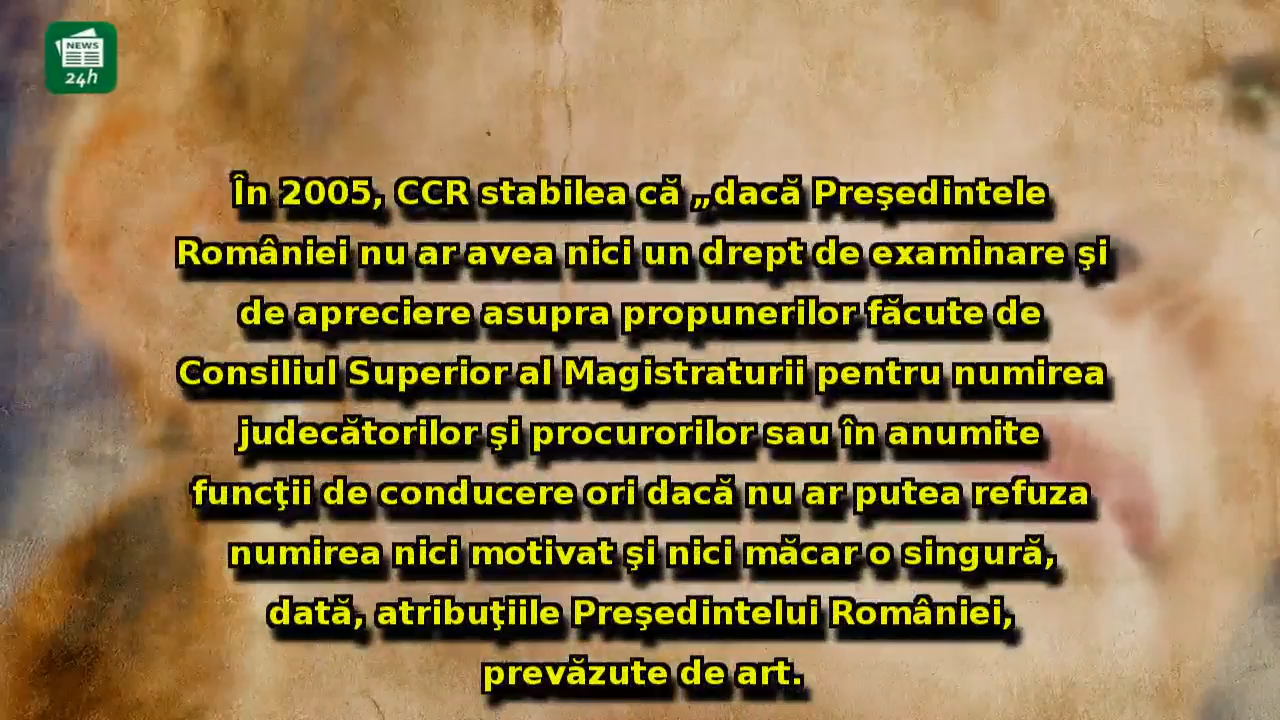 NEWS
24h
În 2005, CCR stabilea că „dacă Preşedintele
României nu ar avea nici un drept de examinare şi
de apreciere asupra propunerilor făcute de
Consiliul Superior al Magistraturii pentru numirea
judecătorilor şi procurorilor sau în anumite
funcţii de conducere ori dacă nu ar putea refuza
numirea nici motivat şi nici măcar o singură,
dată, atribuţiile Preşedintelui României,
prevăzute de art.